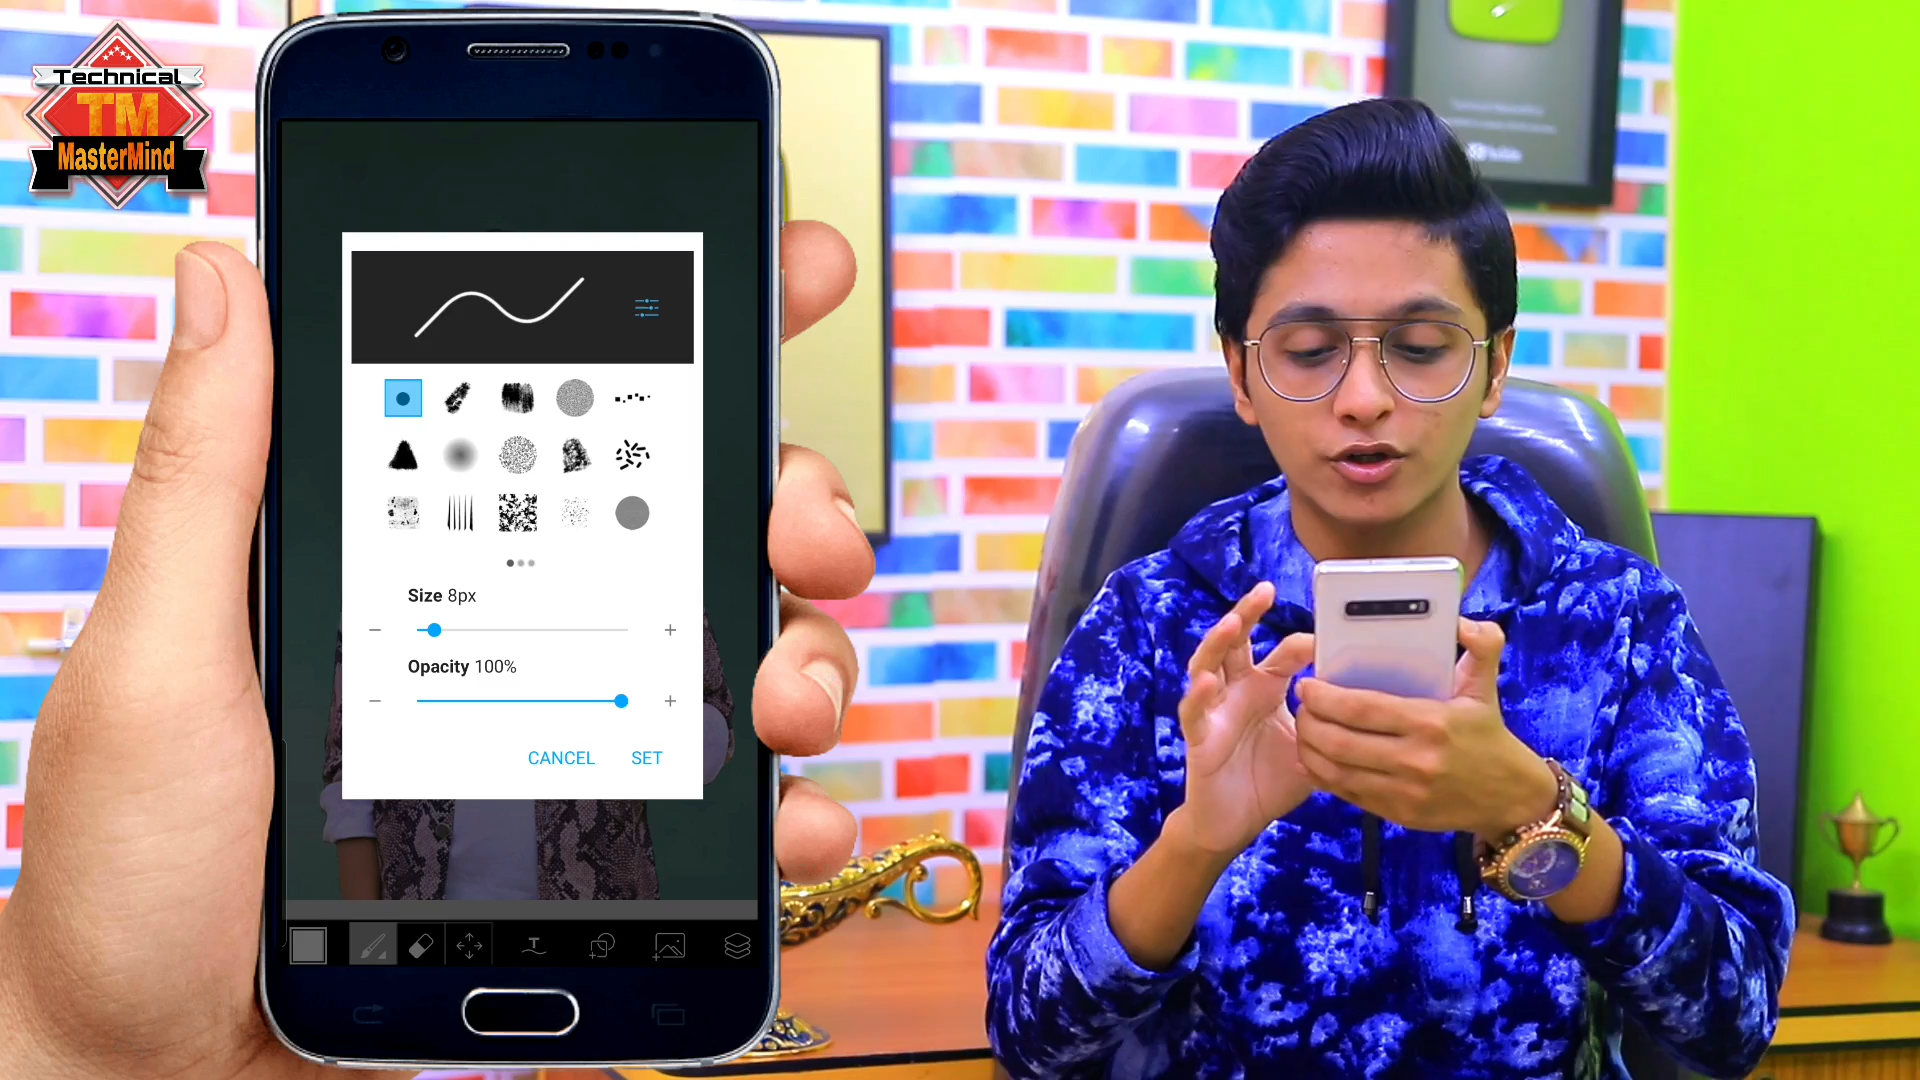 Technical
TM
MasterMind
Size 8px
Opacity 100%
CANCEL
SET
T